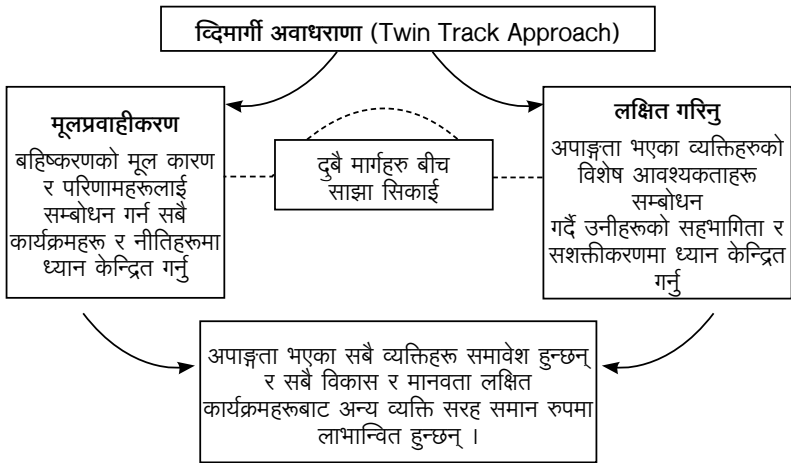 व्दिमार्गी अवाधराणा (Twin Track Approach)
मूलप्रवाहीकरण
बहिष्करणको मूल कारण
र परिणामहरूलाई
सम्बोधन गर्न सबै
कार्यक्रमहरू र नीतिहरूमा
ध्यान केन्द्रित गर्नु
दुबै मार्गहरु बीच
साझा सिकाई
लक्षित गरिनु
अपाङ्गता भएका व्यक्तिहरुको
विशेष आवश्यकताहरू
सम्बोधन
गर्दै उनीहरूको सहभागिता र
सशक्तीकरणमा ध्यान केन्द्रित
गर्नु
अपाङ्गता भएका सबै व्यक्तिहरू समावेश हुन्छन्
र सबै विकास र मानवता लक्षित
कार्यक्रमहरूबाट अन्य व्यक्ति सरह समान रुपमा
लाभान्वित हुन्छन् ।